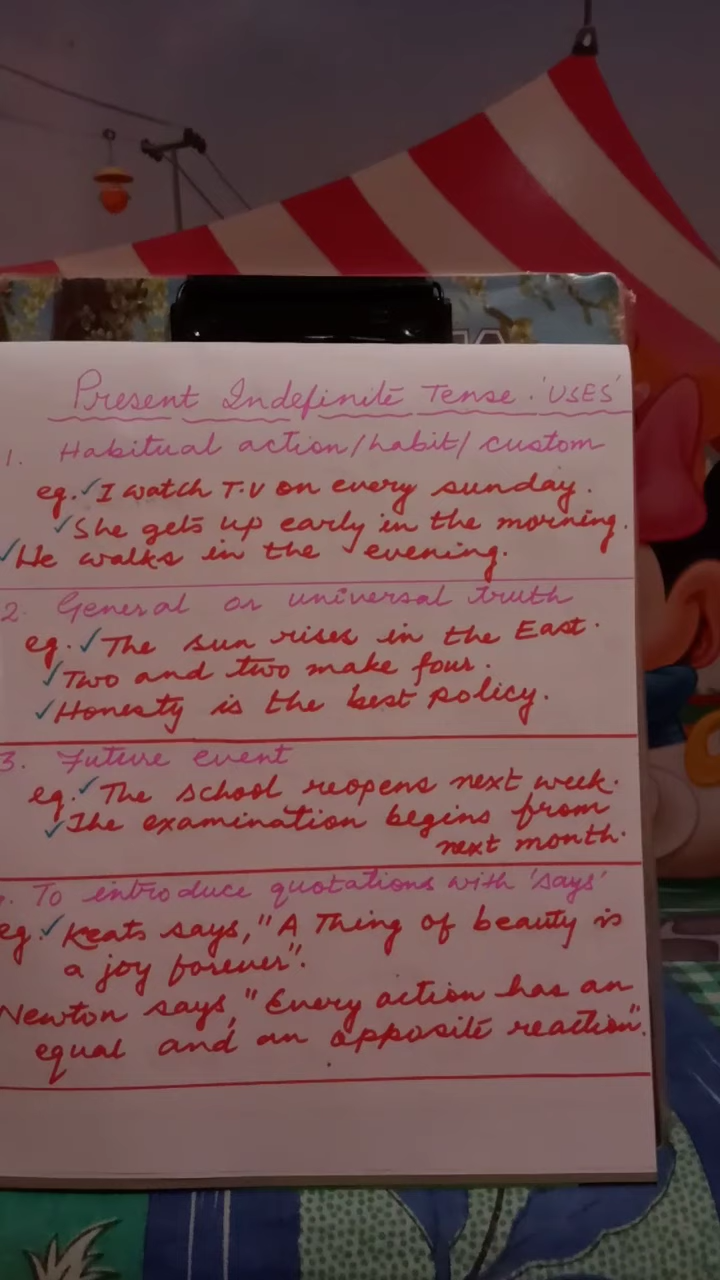 Present Indefinite Tense. 'USES'
1. Habitual action/habit/custom
eg. ✓I watch T.V on every sunday.
✓She gets up early in the morning.
✓He walks in the evening.
2. General or universal truth
eg. ✓The sun rises in the East.
✓Two and two make four.
✓Honesty is the best policy.
3. Future event
eg. ✓The school reopens next week.
✓The examination begins from
next month.
. To introduce quotations with 'says'
eg. ✓Keats says, "A Thing of beauty is
a joy forever".
Newton says, "Every action has an
equal and an opposite reaction".